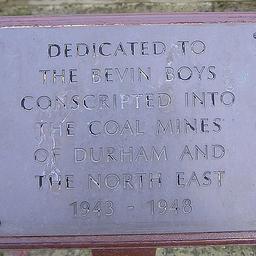 DEDICATED TO
THE BEVIN BOYS
CONSCRIPTED INTO
THE COAL MINES
OF DURHAM AND
THE NORTH EAST
1943 - 1948